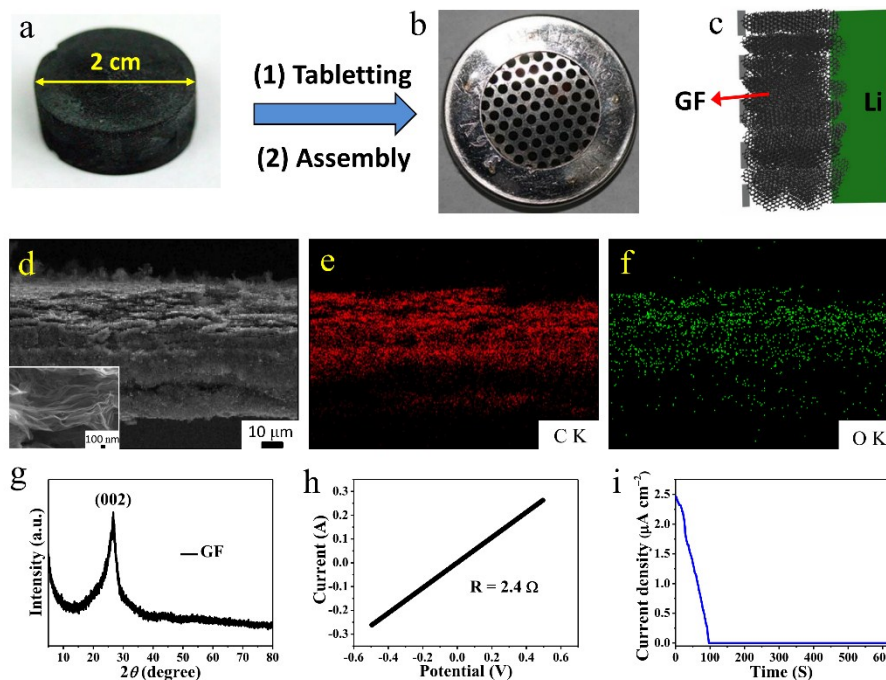 a
2 cm
(1) Tabletting
(2) Assembly
b
c
GF
Li
d
100 nm
10 μm
e
C K
f
O K
g
(002)
GF
Intensity (a.u.)
10 20 30 40 50 60 70 80
2θ (degree)
h
0.3
0.2
0.1
0.0
-0.1
-0.2
-0.3
Current (A)
R = 2.4 Ω
-0.6 -0.4 -0.2 0.0 0.2 0.4 0.6
Potential (V)
i
2.5
2.0
1.5
1.0
0.5
0.0
Current density (μA cm⁻²)
0 100 200 300 400 500 600
Time (S)